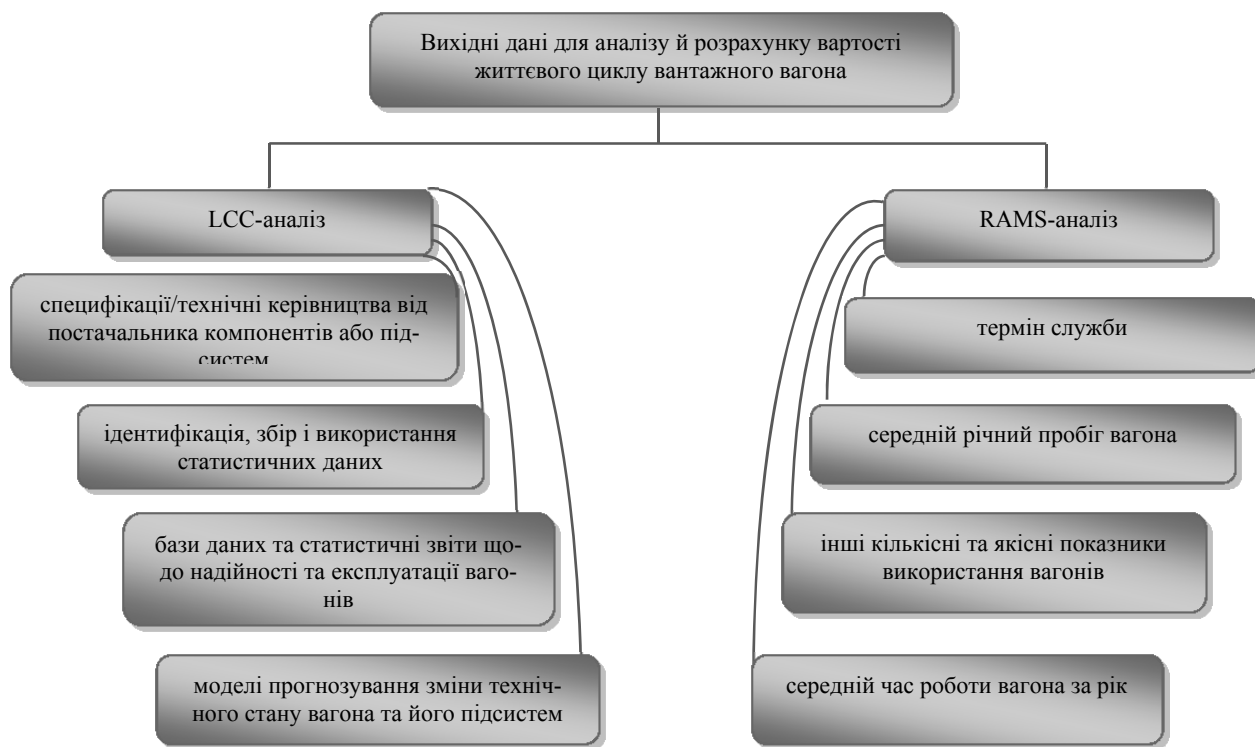 Вихідні дані для аналізу й розрахунку вартості
життєвого циклу вантажного вагона
LCC-аналіз
специфікації/технічні керівництва від
постачальника компонентів або під-
систем
ідентифікація, збір і використання
статистичних даних
бази даних та статистичні звіти що-
до надійності та експлуатації ваго-
нів
моделі прогнозування зміни техніч-
ного стану вагона та його підсистем
RAMS-аналіз
термін служби
середній річний пробіг вагона
інші кількісні та якісні показники
використання вагонів
середній час роботи вагона за рік